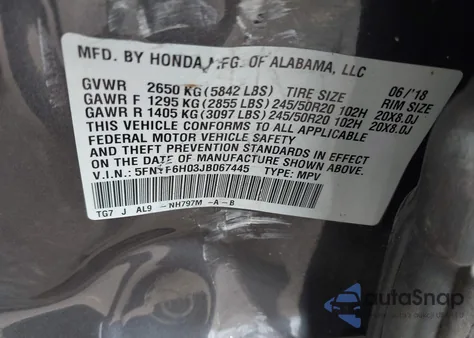 MFD. BY HONDA MFG. OF ALABAMA, LLC
06/'18
GVWR 2650 KG (5842 LBS) TIRE SIZE RIM SIZE
GAWR F 1295 KG (2855 LBS) 245/50R20 102H 20X8.0J
GAWR R 1405 KG (3097 LBS) 245/50R20 102H 20X8.0J
THIS VEHICLE CONFORMS TO ALL APPLICABLE
FEDERAL MOTOR VEHICLE SAFETY, BUMPER,
AND THEFT PREVENTION STANDARDS IN EFFECT
ON THE DATE OF MANUFACTURE SHOWN ABOVE.
V.I.N.: 5FNYF6H03JB067445 TYPE: MPV
TG7 J AL9 -NH797M -A-B
autoSnap